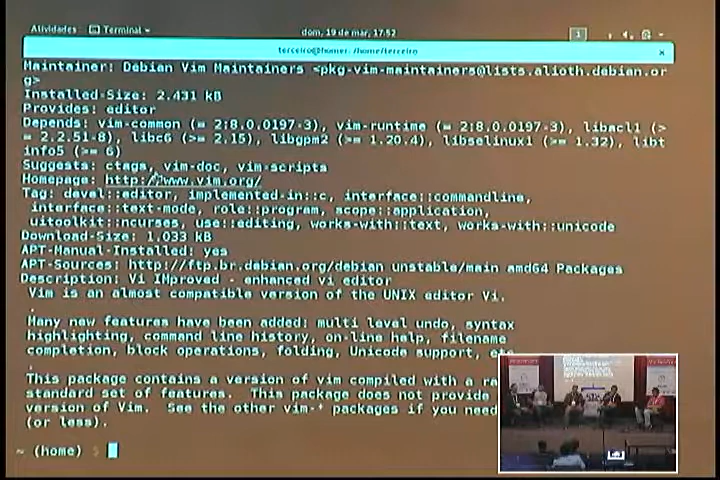 Atividades Terminal dom, 19 de mar, 17:52 1
terceiro@homer: /home/terceiro ×
Maintainer: Debian Vim Maintainers <pkg-vim-maintainers@lists.alioth.debian.or
g>
Installed-Size: 2.431 kB
Provides: editor
Depends: vim-common (= 2:8.0.0197-3), vim-runtime (= 2:8.0.0197-3), libacl1 (>
= 2.2.51-8), libc6 (>= 2.15), libgpm2 (>= 1.20.4), libselinux1 (>= 1.32), libt
info5 (>= 6)
Suggests: ctags, vim-doc, vim-scripts
Homepage: http://www.vim.org/
Tag: devel::editor, implemented-in::c, interface::commandline,
interface::text-mode, role::program, scope::application,
uitoolkit::ncurses, use::editing, works-with::text, works-with::unicode
Download-Size: 1.033 kB
APT-Manual-Installed: yes
APT-Sources: http://ftp.br.debian.org/debian unstable/main amd64 Packages
Description: Vi IMproved - enhanced vi editor
Vim is an almost compatible version of the UNIX editor Vi.
.
Many new features have been added: multi level undo, syntax
highlighting, command line history, on-line help, filename
completion, block operations, folding, Unicode support, etc.
.
This package contains a version of vim compiled with a ra
standard set of features. This package does not provide
version of Vim. See the other vim-* packages if you need
(or less).
~ (home) $